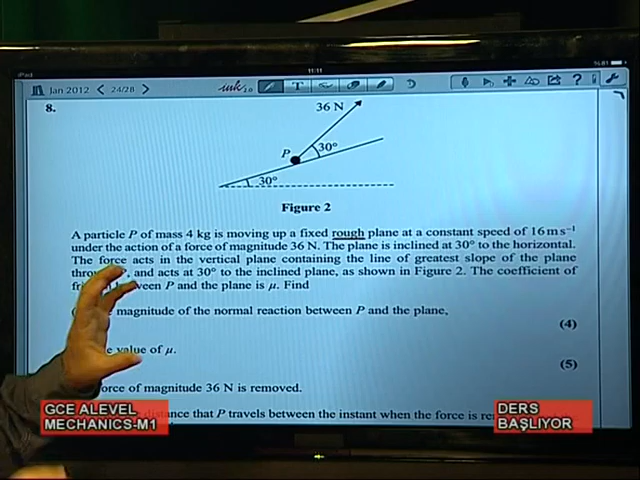 iPad
11:11
%81
Jan 2012
24/28
ink 2.0
T
?
8.
36 N
P
30°
30°
Figure 2
A particle P of mass 4 kg is moving up a fixed rough plane at a constant speed of 16 m s⁻¹
under the action of a force of magnitude 36 N. The plane is inclined at 30° to the horizontal.
The force acts in the vertical plane containing the line of greatest slope of the plane
P, and acts at 30° to the inclined plane, as shown in Figure 2. The coefficient of
P and the plane is μ. Find
magnitude of the normal reaction between P and the plane,
(4)
value of μ.
(5)
of magnitude 36 N is removed.
that P travels between the instant when the force is
GCE ALEVEL
MECHANICS-M1
DERS
BAŞLIYOR